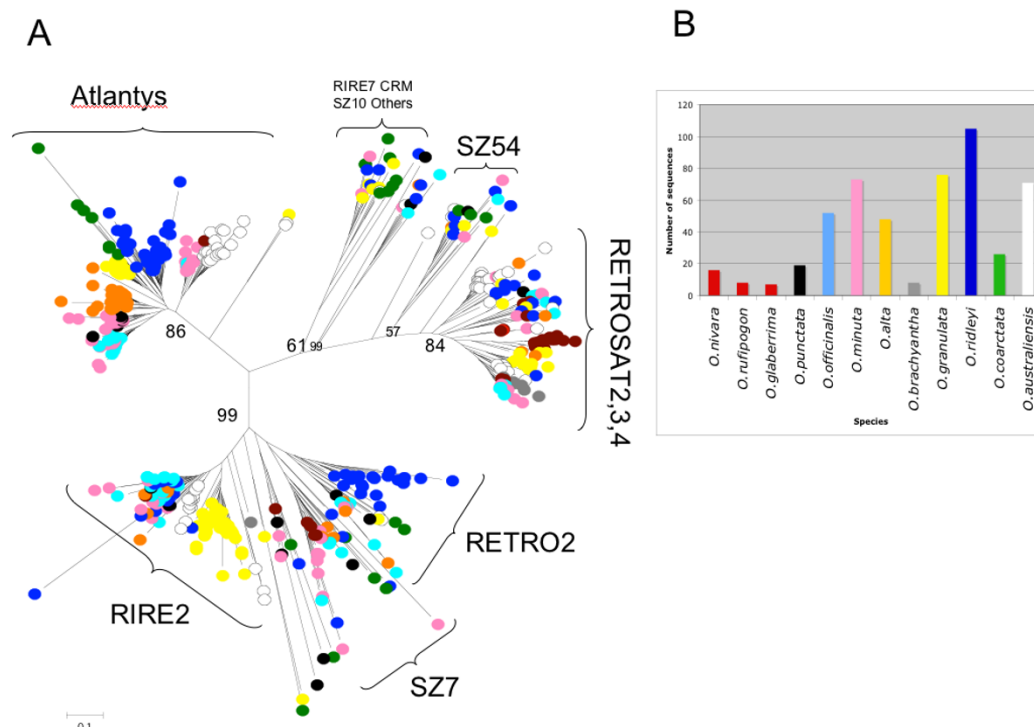 A
Atlantys
RIRE7 CRM
SZ10 Others
SZ54
RETROSAT2,3,4
86
61
99
57
84
99
RIRE2
RETRO2
SZ7
0.1
B
120
100
80
60
40
20
0
Number of sequences
O.nivara
O.rufipogon
O.glaberrima
O.punctata
O.officinalis
O.minuta
O.alta
O.brachyantha
O.granulata
O.ridleyi
O.coarctata
O.australiensis
Species